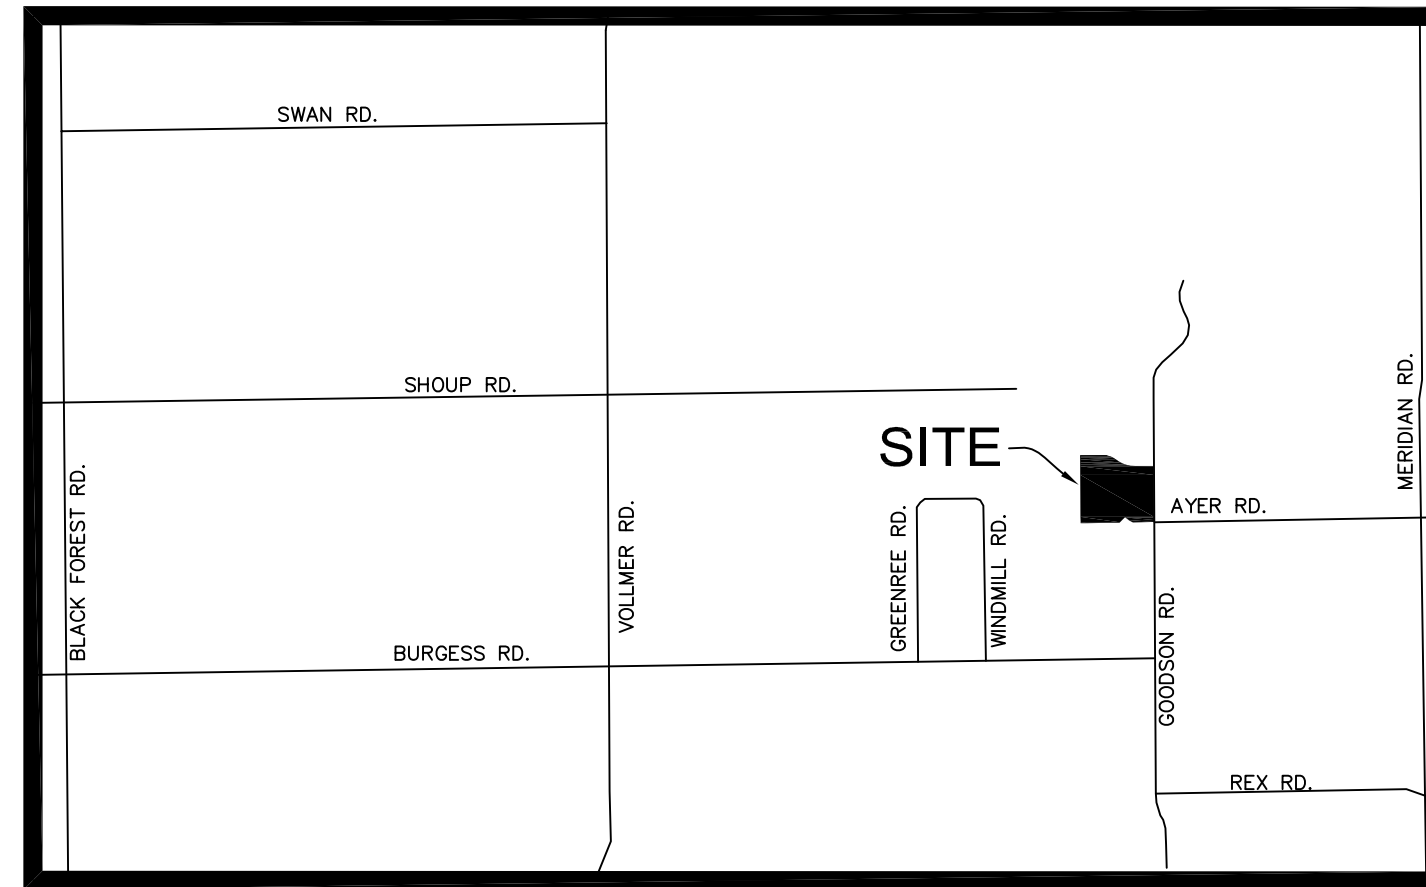 SWAN RD.
SHOUP RD.
MERIDIAN RD.
SITE
AYER RD.
BLACK FOREST RD.
VOLLMER RD.
GREENREE RD.
WINDMILL RD.
GOODSON RD.
BURGESS RD.
REX RD.